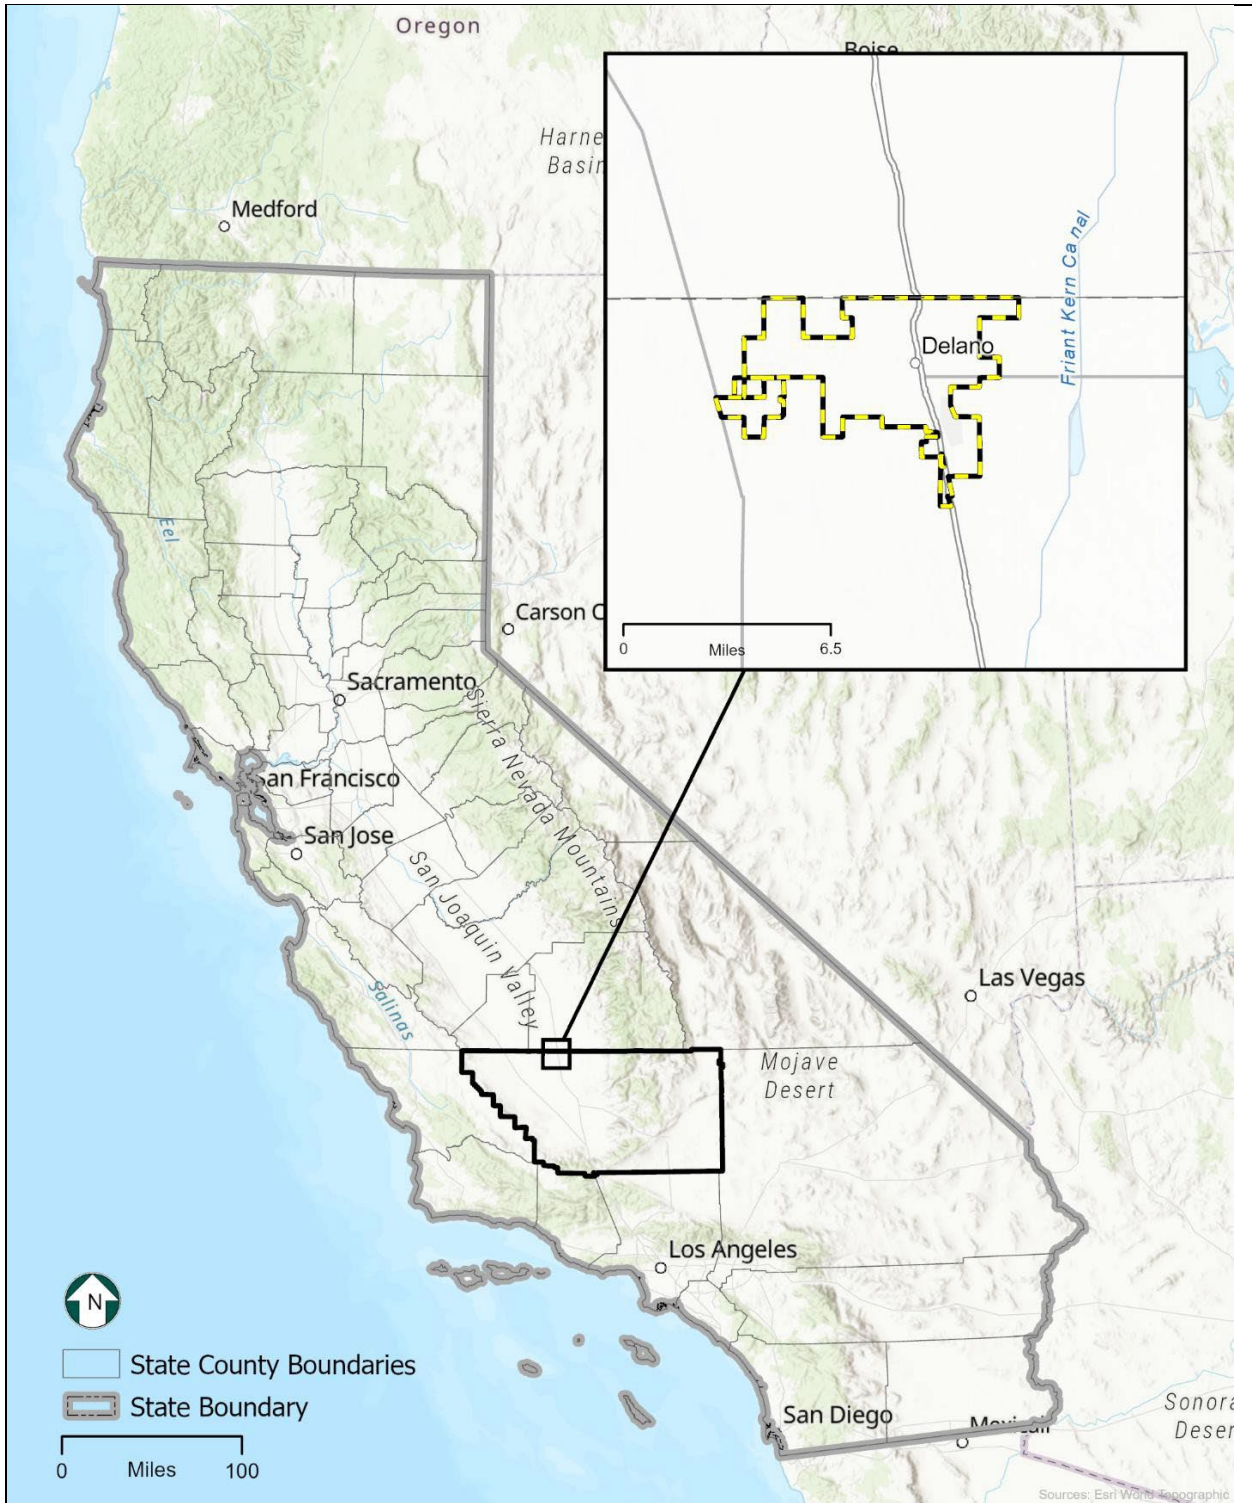 Oregon
Boise
Harne
Basin
Medford
Friant Kern Canal
Delano
0 Miles 6.5
Carson C
Sacramento
Sierra Nevada Mountains
Eel
San Francisco
San Jose
San Joaquin Valley
Las Vegas
Salinas
Mojave
Desert
Los Angeles
N
State County Boundaries
State Boundary
0 Miles 100
San Diego
Mexicali
Sonora
Deser
Sources: Esri World Topographic